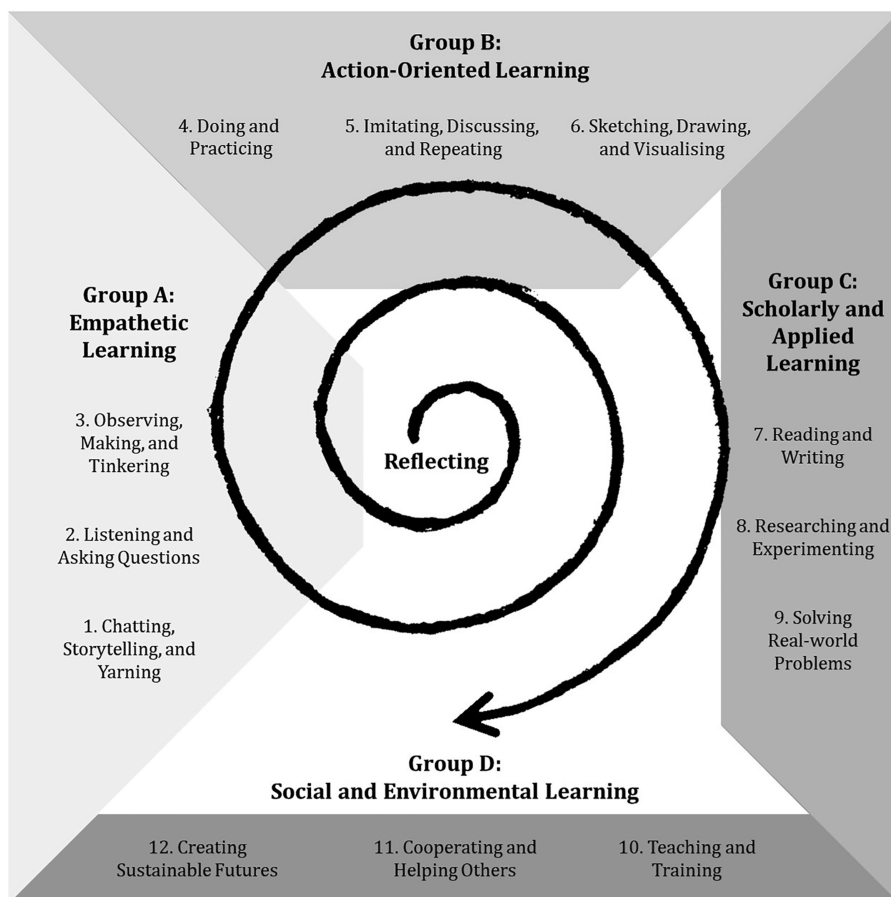 Group B:
Action-Oriented Learning
4. Doing and
Practicing
5. Imitating, Discussing,
and Repeating
6. Sketching, Drawing,
and Visualising
Group A:
Empathetic
Learning
3. Observing,
Making, and
Tinkering
2. Listening and
Asking Questions
1. Chatting,
Storytelling, and
Yarning
Reflecting
Group C:
Scholarly and
Applied
Learning
7. Reading and
Writing
8. Researching and
Experimenting
9. Solving
Real-world
Problems
Group D:
Social and Environmental Learning
12. Creating
Sustainable Futures
11. Cooperating and
Helping Others
10. Teaching and
Training